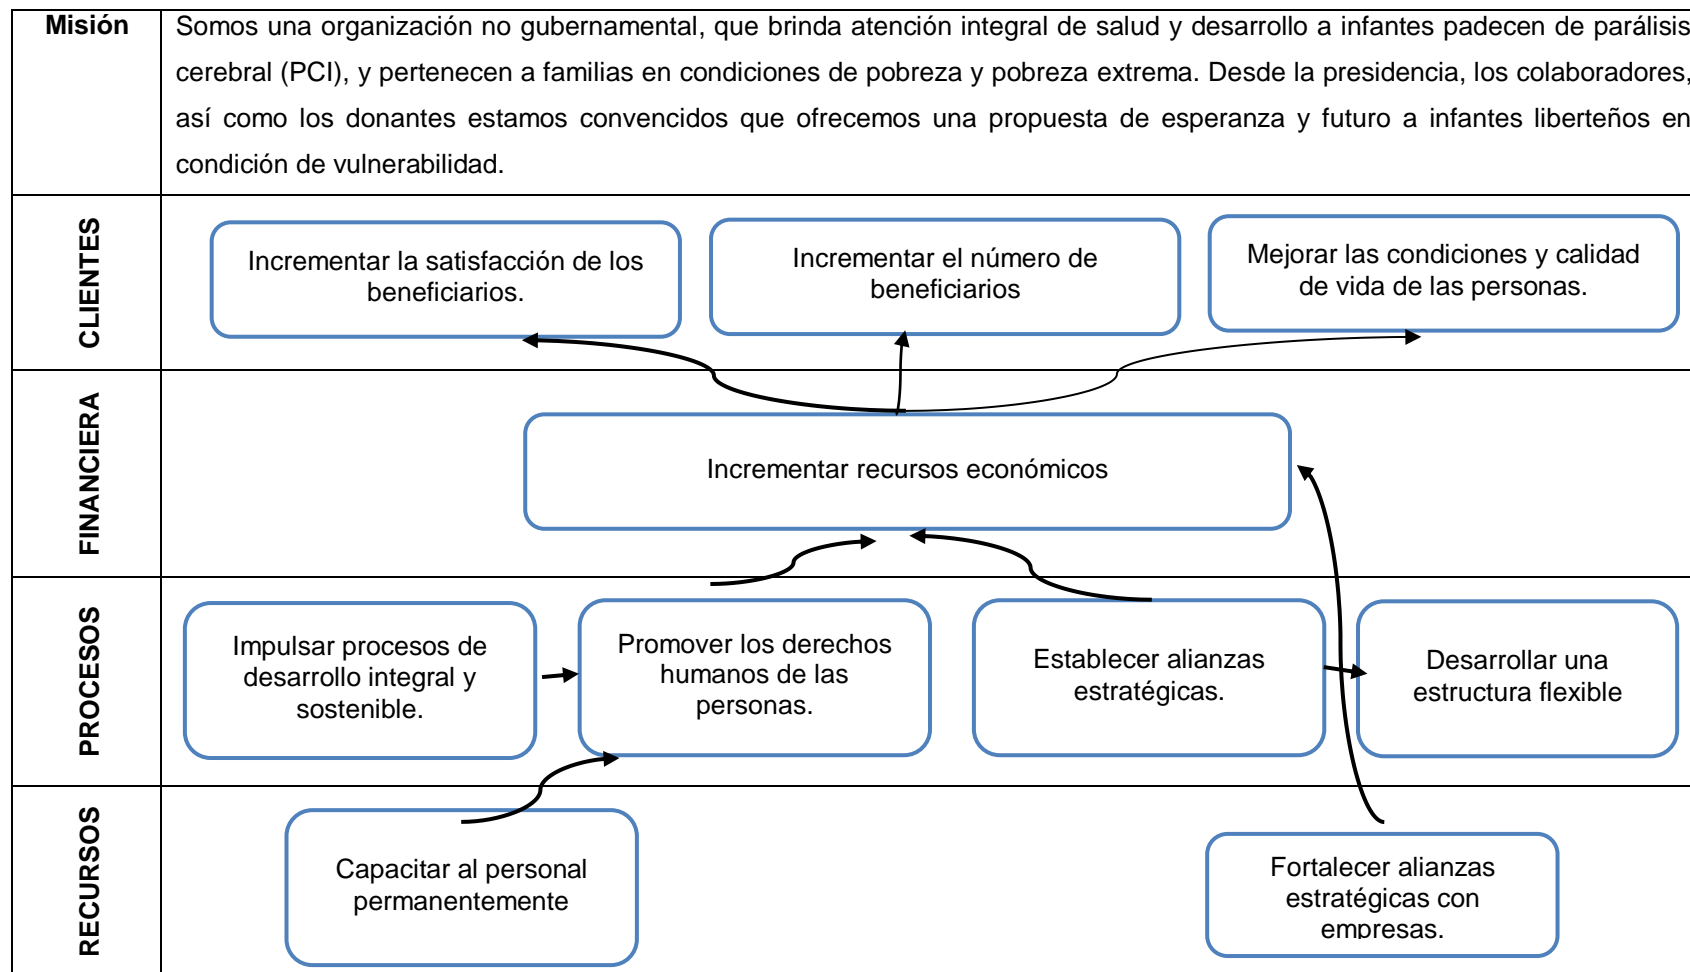 Misión
Somos una organización no gubernamental, que brinda atención integral de salud y desarrollo a infantes padecen de parálisis
cerebral (PCI), y pertenecen a familias en condiciones de pobreza y pobreza extrema. Desde la presidencia, los colaboradores,
así como los donantes estamos convencidos que ofrecemos una propuesta de esperanza y futuro a infantes liberteños en
condición de vulnerabilidad.
CLIENTES
Incrementar la satisfacción de los
beneficiarios.
Incrementar el número de
beneficiarios
Mejorar las condiciones y calidad
de vida de las personas.
FINANCIERA
Incrementar recursos económicos
PROCESOS
Impulsar procesos de
desarrollo integral y
sostenible.
Promover los derechos
humanos de las
personas.
Establecer alianzas
estratégicas.
Desarrollar una
estructura flexible
RECURSOS
Capacitar al personal
permanentemente
Fortalecer alianzas
estratégicas con
empresas.